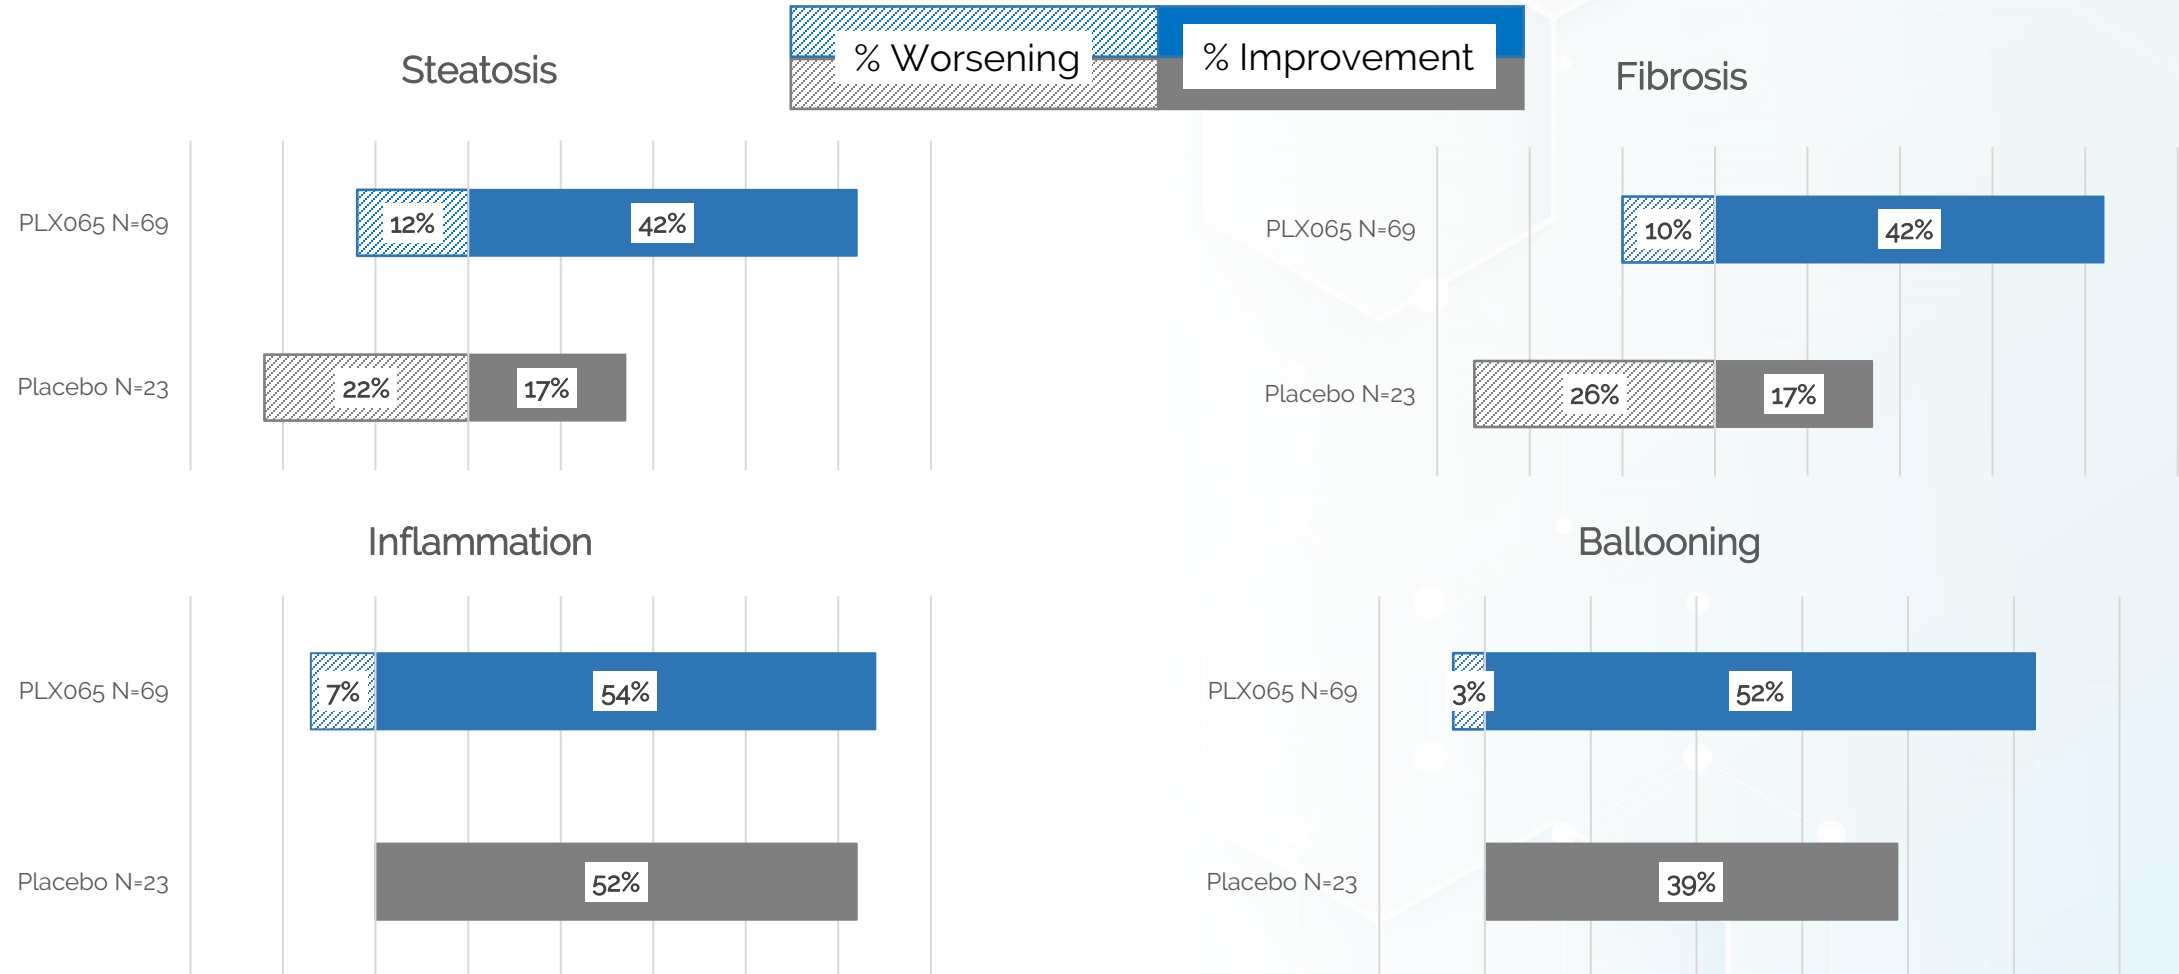 % Worsening
% Improvement
Steatosis
PLX065 N=69
12%
42%
Placebo N=23
22%
17%
Fibrosis
PLX065 N=69
10%
42%
Placebo N=23
26%
17%
Inflammation
PLX065 N=69
7%
54%
Placebo N=23
52%
Ballooning
PLX065 N=69
3%
52%
Placebo N=23
39%